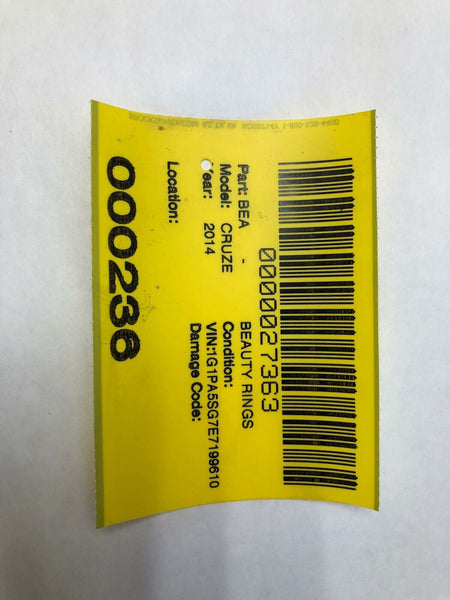 0000027363
Part: BEA - BEAUTY RINGS
Model: CRUZE Condition:
Year: 2014 VIN:1G1PA5SG7E7199610
Damage Code:
Location:
000236